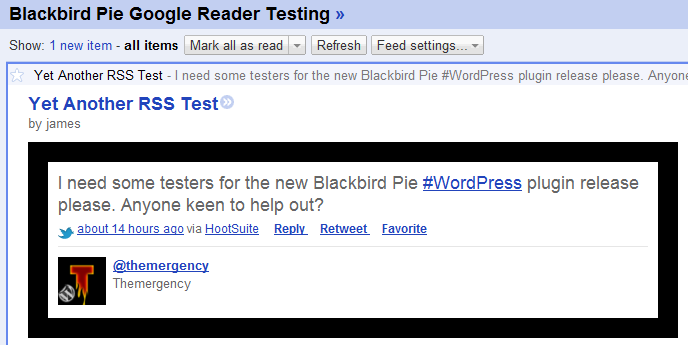 Blackbird Pie Google Reader Testing »
Show: 1 new item - all items Mark all as read Refresh Feed settings...
Yet Another RSS Test - I need some testers for the new Blackbird Pie #WordPress plugin release please. Anyone
Yet Another RSS Test »
by james
I need some testers for the new Blackbird Pie #WordPress plugin release
please. Anyone keen to help out?
about 14 hours ago via HootSuite Reply Retweet Favorite
T
@themergency
Themergency